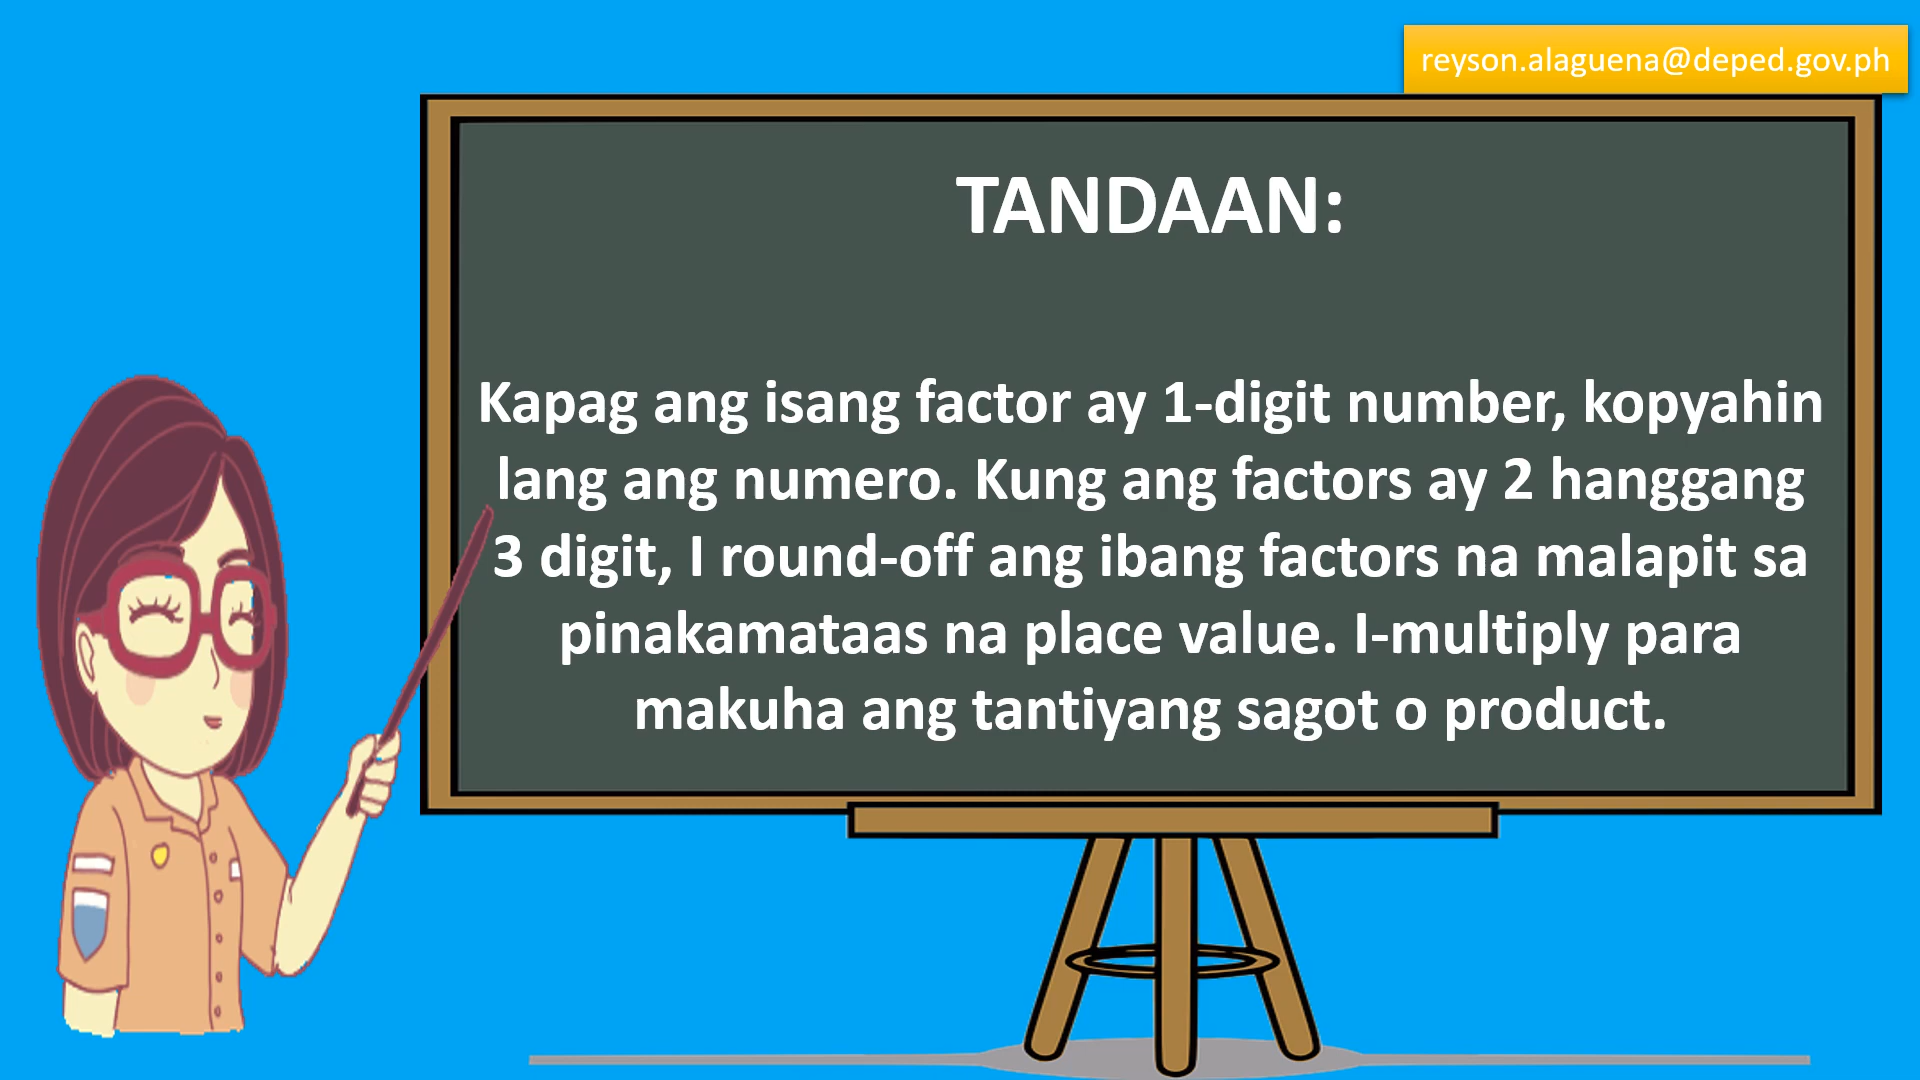 reyson.alaguena@deped.gov.ph
TANDAAN:
Kapag ang isang factor ay 1-digit number, kopyahin
lang ang numero. Kung ang factors ay 2 hanggang
3 digit, I round-off ang ibang factors na malapit sa
pinakamataas na place value. I-multiply para
makuha ang tantiyang sagot o product.